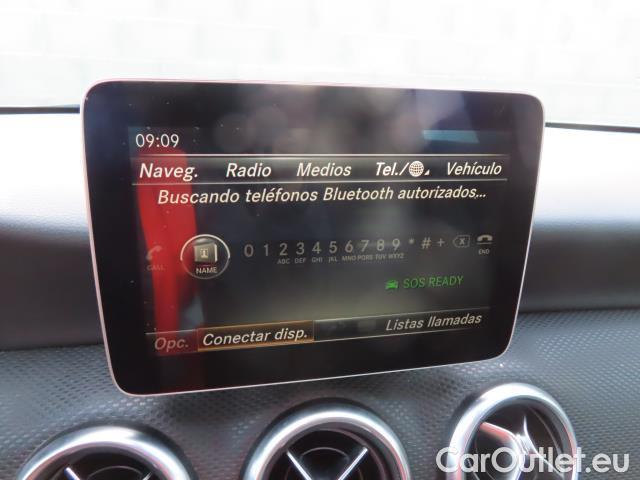 09:09
Naveg. Radio Medios Tel./ Vehículo
Buscando teléfonos Bluetooth autorizados...
0 1 2 3 4 5 6 7 8 9 * # +
CALL NAME ABC DEF GHI JKL MNO PQRS TUV WXYZ END
SOS READY
Opc. Conectar disp. Listas llamadas
CarOutlet.eu